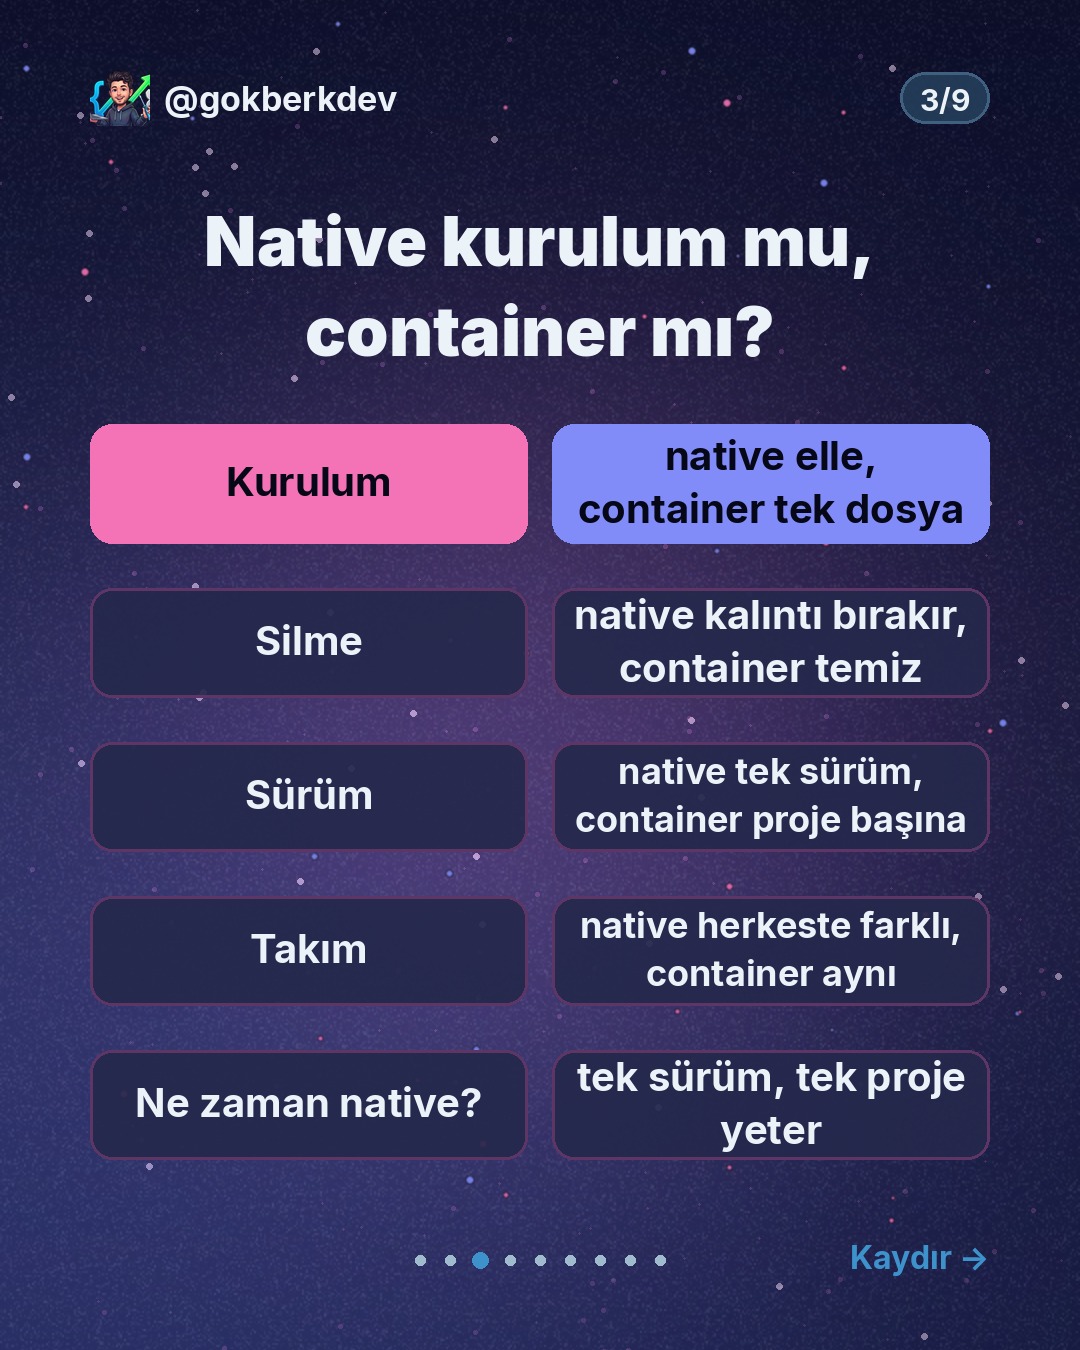 @gokberkdev
3/9
Native kurulum mu,
container mı?
Kurulum
native elle,
container tek dosya
Silme
native kalıntı bırakır,
container temiz
Sürüm
native tek sürüm,
container proje başına
Takım
native herkeste farklı,
container aynı
Ne zaman native?
tek sürüm, tek proje
yeter
Kaydır →